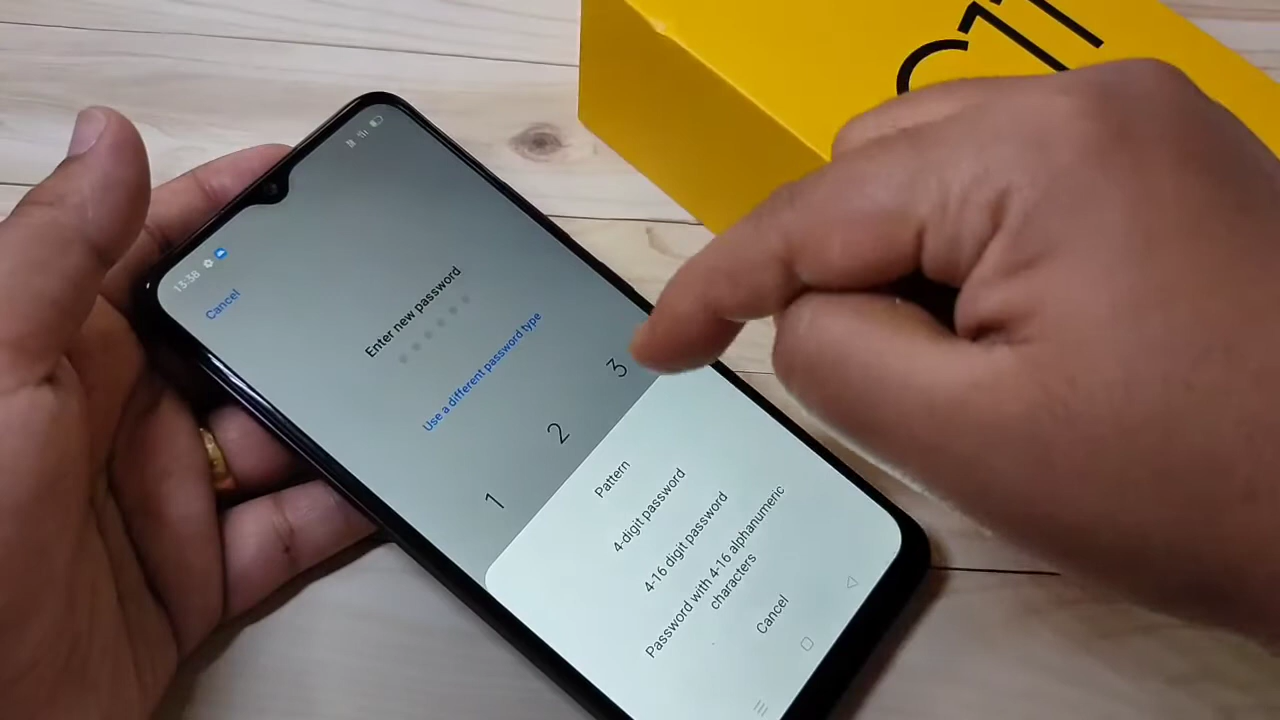 C11
13:38
Cancel
Enter new password
Use a different password type
1 2 3
Pattern
4-digit password
4-16 digit password
Password with 4-16 alphanumeric
characters
Cancel